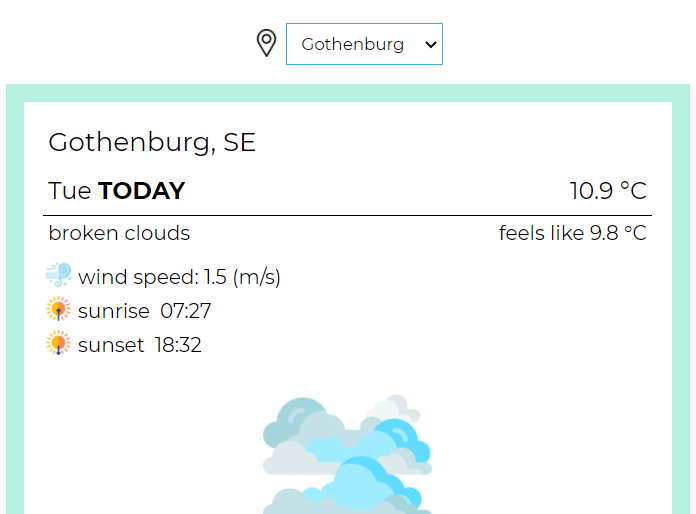 Gothenburg
Gothenburg, SE
Tue TODAY 10.9 °C
broken clouds feels like 9.8 °C
wind speed: 1.5 (m/s)
sunrise 07:27
sunset 18:32